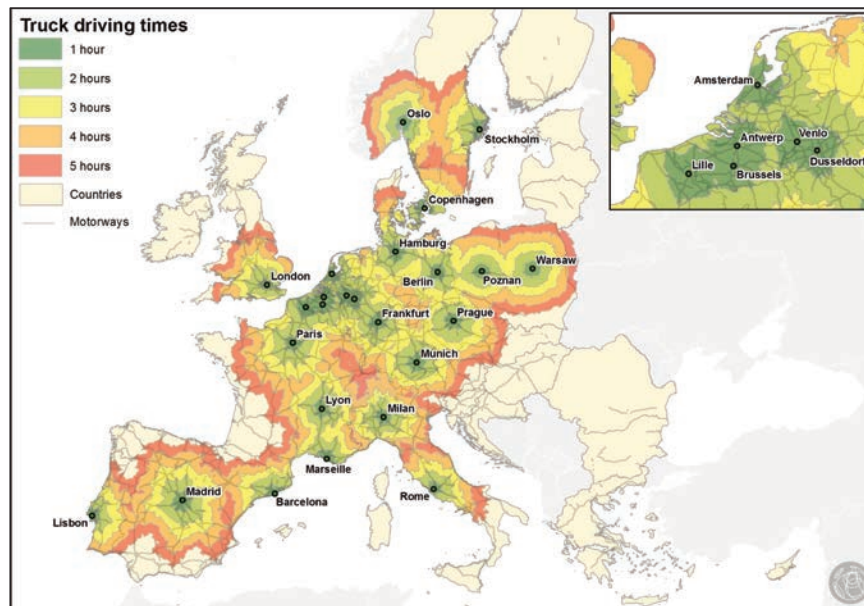 Truck driving times
1 hour
2 hours
3 hours
4 hours
5 hours
Countries
Motorways
Amsterdam
Antwerp
Venlo
Lille
Dusseldorf
Brussels
Oslo
Stockholm
Copenhagen
Hamburg
London
Berlin
Poznan
Warsaw
Frankfurt
Prague
Paris
Munich
Lyon
Milan
Marseille
Madrid
Barcelona
Rome
Lisbon